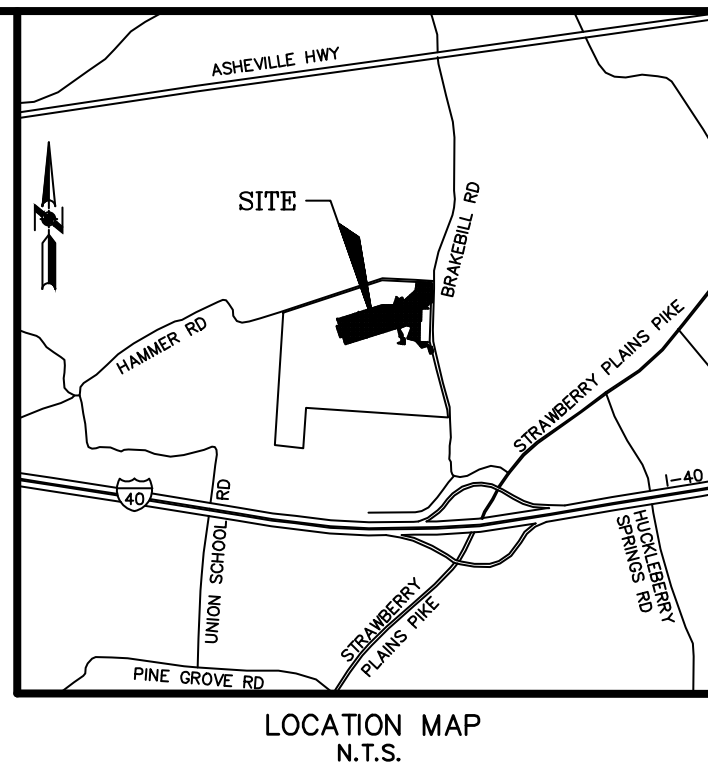 ASHEVILLE HWY
SITE
BRAKEBILL RD
HAMMER RD
STRAWBERRY PLAINS PIKE
40
I-40
UNION SCHOOL RD
HUCKLEBERRY
SPRINGS RD
STRAWBERRY
PLAINS PIKE
PINE GROVE RD
LOCATION MAP
N.T.S.